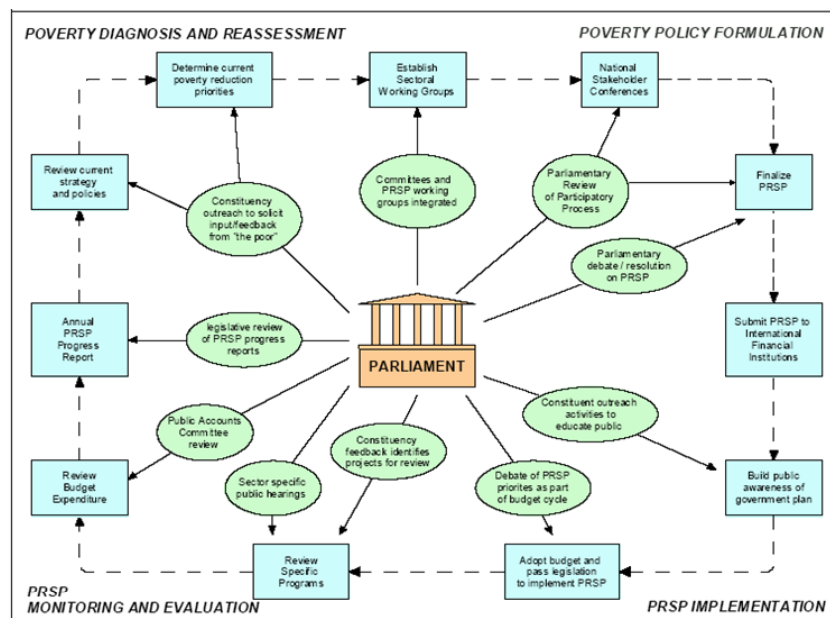 POVERTY DIAGNOSIS AND REASSESSMENT
POVERTY POLICY FORMULATION
Determine current
poverty reduction
priorities
Establish
Sectoral
Working Groups
National
Stakeholder
Conferences
Review current
strategy
and policies
Constituency
outreach to solicit
input/feedback
from "the poor"
Committees and
PRSP working
groups integrated
Parliamentary
Review
of Participatory
Process
Finalize
PRSP
Parliamentary
debate / resolution
on PRSP
Annual
PRSP
Progress
Report
legislative review
of PRSP progress
reports
PARLIAMENT
Submit PRSP to
International
Financial
Institutions
Public Accounts
Committee
review
Constituency
feedback identifies
projects for review
Constituent outreach
activities to
educate public
Review
Budget
Expenditure
Sector specific
public hearings
Debate of PRSP
priorites as part
of budget cycle
Build public
awareness of
government plan
Review
Specific
Programs
Adopt budget and
pass legislation
to implement PRSP
PRSP
MONITORING AND EVALUATION
PRSP IMPLEMENTATION